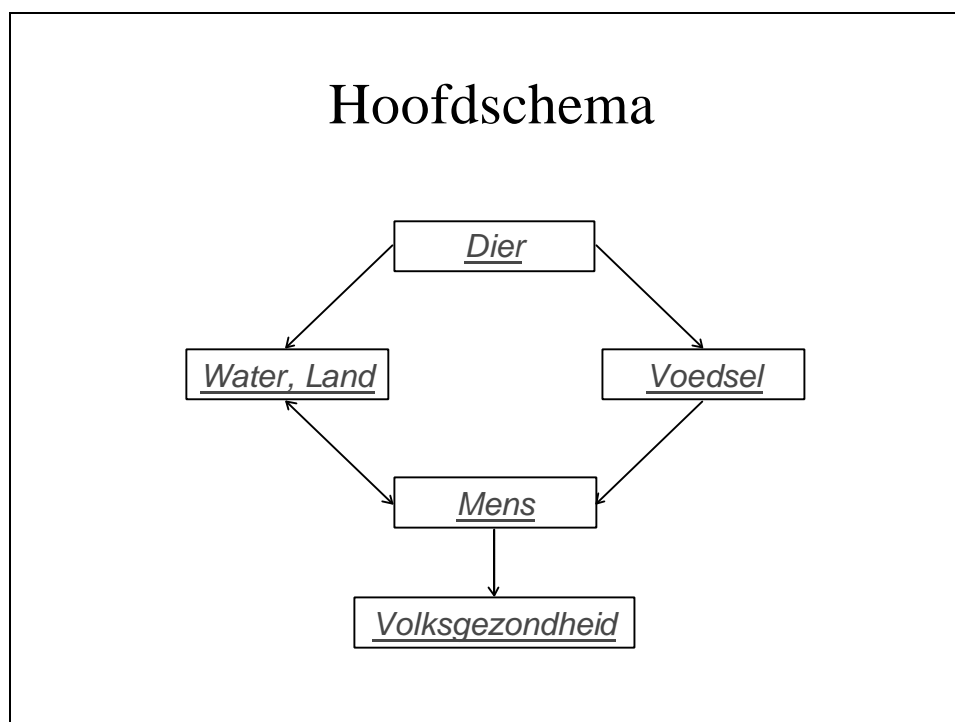 Hoofdschema
Dier
Water, Land
Voedsel
Mens
Volksgezondheid